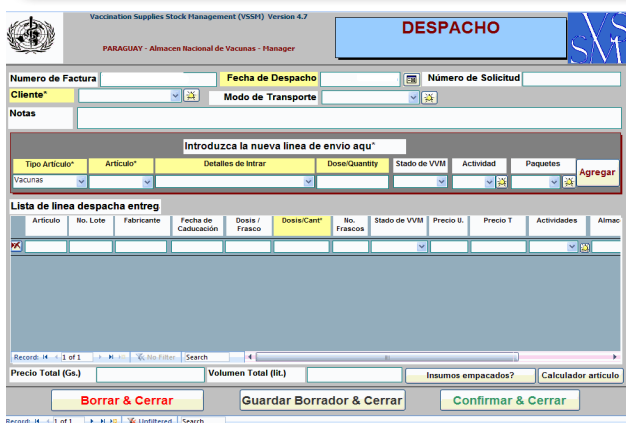 Vaccination Supplies Stock Management (VSSM) Version 4.7
PARAGUAY - Almacen Nacional de Vacunas - Manager
DESPACHO
Numero de Factura
Fecha de Despacho
Número de Solicitud
Cliente*
Modo de Transporte
Notas
Introduzca la nueva linea de envio aqu*
Tipo Artículo* Artículo* Detalles de Intrar Dose/Quantity Stado de VVM Actividad Paquetes
Vacunas
Agregar
Lista de linea despacha entreg
Artículo No. Lote Fabricante Fecha de Caducación Dosis / Frasco Dosis/Cant* No. Frascos Stado de VVM Precio U. Precio T Actividades Almac
Record: 1 of 1 No Filter Search
Precio Total (Gs.) Volumen Total (lit.) Insumos empacados? Calculador artículo
Borrar & Cerrar Guardar Borrador & Cerrar Confirmar & Cerrar
Record: 1 of 1 Unfiltered Search